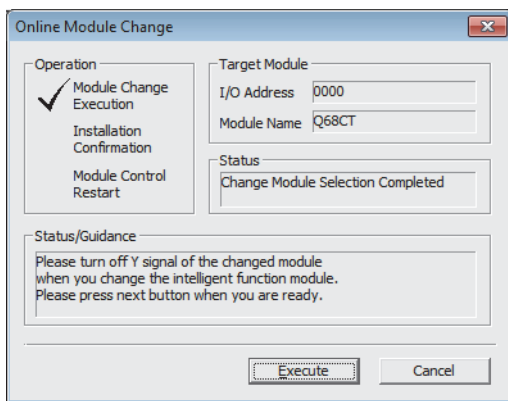 Online Module Change
Operation
Module Change
Execution
Installation
Confirmation
Module Control
Restart
Target Module
I/O Address 0000
Module Name Q68CT
Status
Change Module Selection Completed
Status/Guidance
Please turn off Y signal of the changed module
when you change the intelligent function module.
Please press next button when you are ready.
Execute Cancel